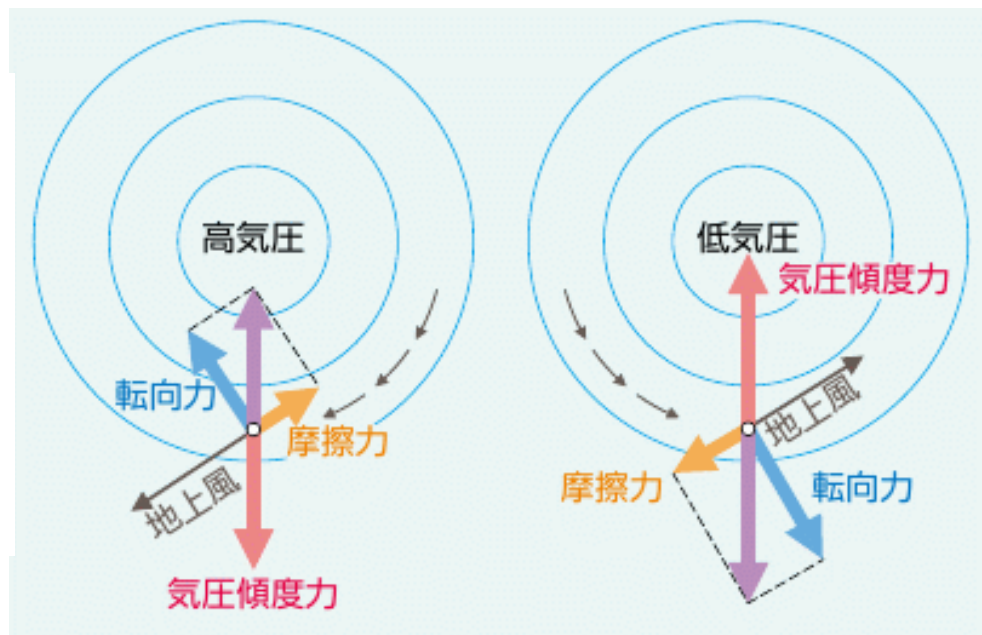 高気圧
転向力
摩擦力
地上風
気圧傾度力
低気圧
気圧傾度力
地上風
摩擦力
転向力